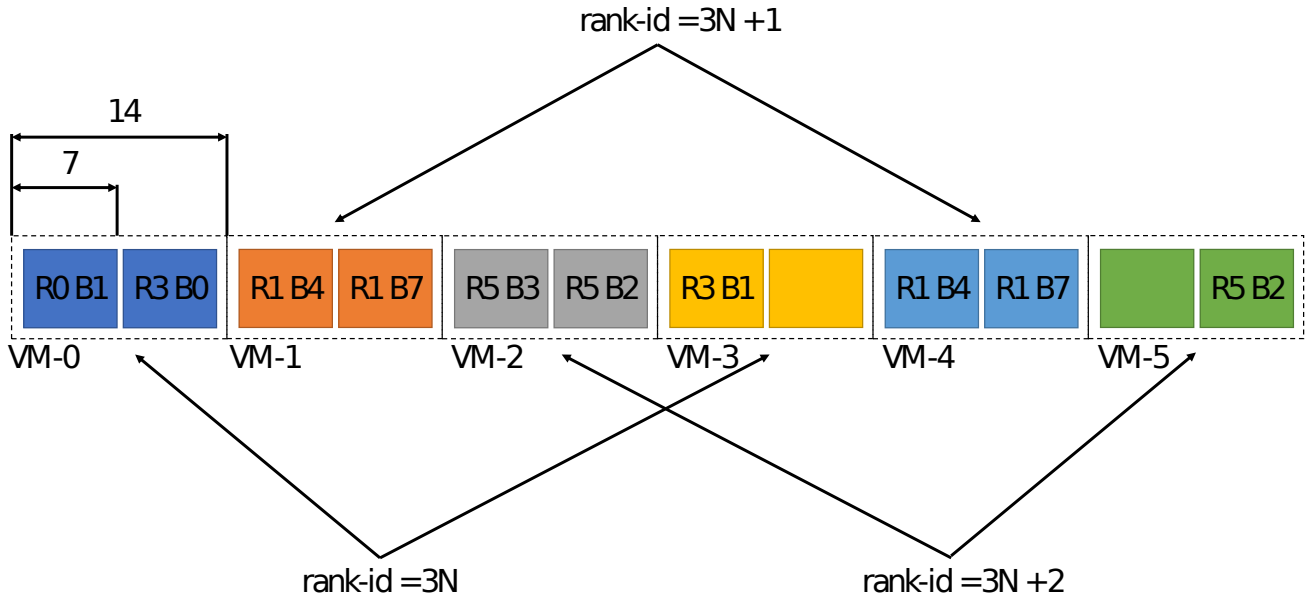 rank-id =3N +1
14
7
R0 B1 R3 B0 R1 B4 R1 B7 R5 B3 R5 B2 R3 B1 R1 B4 R1 B7 R5 B2
VM-0 VM-1 VM-2 VM-3 VM-4 VM-5
rank-id =3N rank-id =3N +2